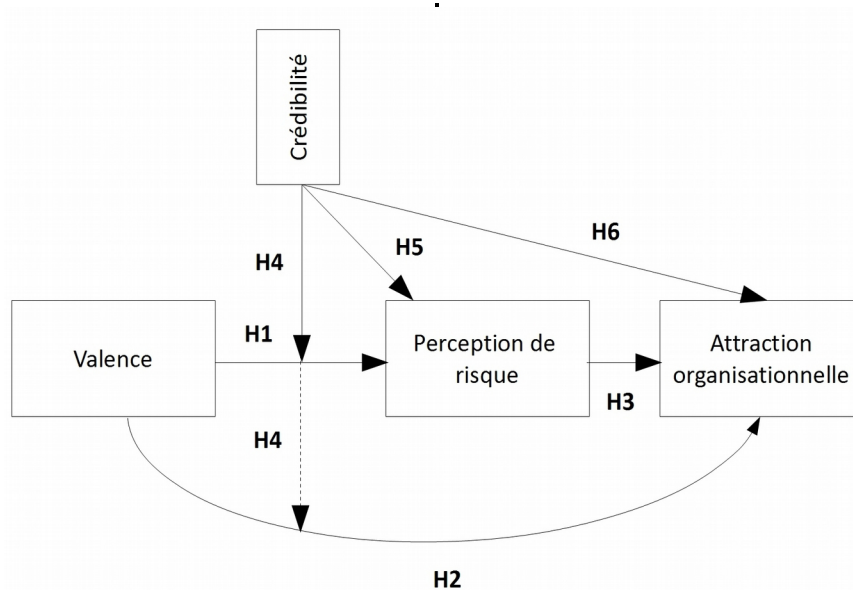 Crédibilité
H4
H5
H6
H1
Valence
Perception de
risque
Attraction
organisationnelle
H3
H4
H2